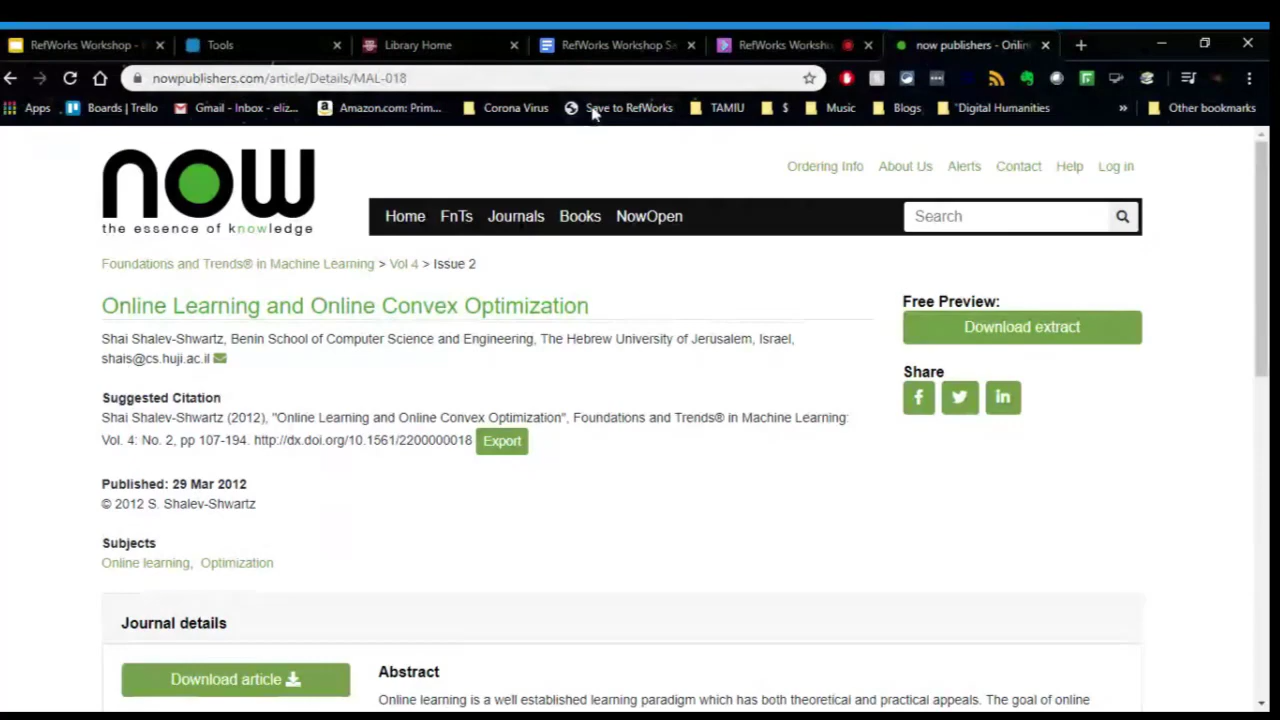 RefWorks Workshop - Tools Library Home RefWorks Workshop Sa RefWorks Worksho now publishers - Onlin
nowpublishers.com/article/Details/MAL-018
Apps Boards | Trello Gmail - Inbox - eliz... Amazon.com: Prim... Corona Virus Save to RefWorks TAMIU $ Music Blogs "Digital Humanities » Other bookmarks
now
the essence of knowledge
Ordering Info About Us Alerts Contact Help Log in
Home FnTs Journals Books NowOpen Search
Foundations and Trends® in Machine Learning > Vol 4 > Issue 2
Online Learning and Online Convex Optimization
Shai Shalev-Shwartz, Benin School of Computer Science and Engineering, The Hebrew University of Jerusalem, Israel,
shais@cs.huji.ac.il
Suggested Citation
Shai Shalev-Shwartz (2012), "Online Learning and Online Convex Optimization", Foundations and Trends® in Machine Learning:
Vol. 4: No. 2, pp 107-194. http://dx.doi.org/10.1561/2200000018 Export
Published: 29 Mar 2012
© 2012 S. Shalev-Shwartz
Subjects
Online learning, Optimization
Free Preview:
Download extract
Share
Journal details
Download article
Abstract
Online learning is a well established learning paradigm which has both theoretical and practical appeals. The goal of online